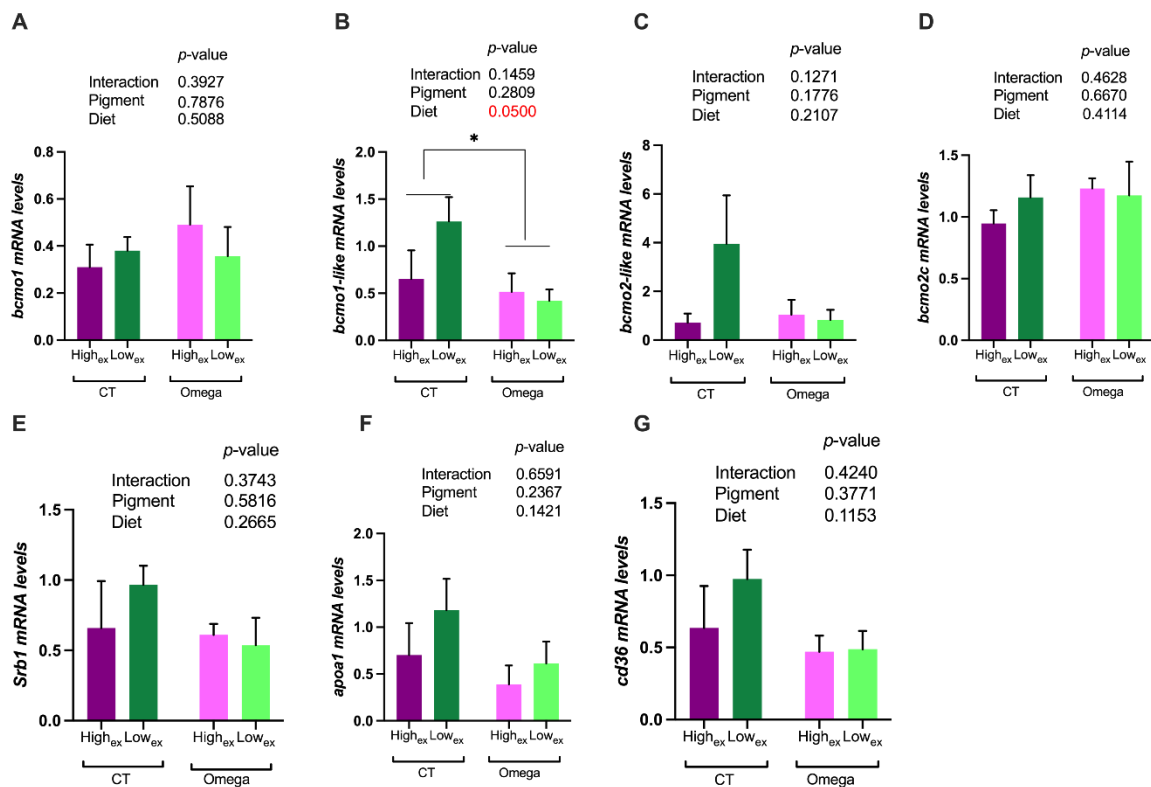 A
p-value
Interaction 0.3927
Pigment 0.7876
Diet 0.5088
bcmo1 mRNA levels
0.8
0.6
0.4
0.2
0.0
Highex Lowex Highex Lowex
CT Omega
B
p-value
Interaction 0.1459
Pigment 0.2809
Diet 0.0500
*
bcmo1-like mRNA levels
2.0
1.5
1.0
0.5
0.0
Highex Lowex Highex Lowex
CT Omega
C
p-value
Interaction 0.1271
Pigment 0.1776
Diet 0.2107
bcmo2-like mRNA levels
8
6
4
2
0
Highex Lowex Highex Lowex
CT Omega
D
p-value
Interaction 0.4628
Pigment 0.6670
Diet 0.4114
bcmo2c mRNA levels
1.5
1.0
0.5
0.0
Highex Lowex Highex Lowex
CT Omega
E
p-value
Interaction 0.3743
Pigment 0.5816
Diet 0.2665
Srb1 mRNA levels
1.5
1.0
0.5
0.0
Highex Lowex Highex Lowex
CT Omega
F
p-value
Interaction 0.6591
Pigment 0.2367
Diet 0.1421
apoa1 mRNA levels
2.0
1.5
1.0
0.5
0.0
Highex Lowex Highex Lowex
CT Omega
G
p-value
Interaction 0.4240
Pigment 0.3771
Diet 0.1153
cd36 mRNA levels
1.5
1.0
0.5
0.0
Highex Lowex Highex Lowex
CT Omega